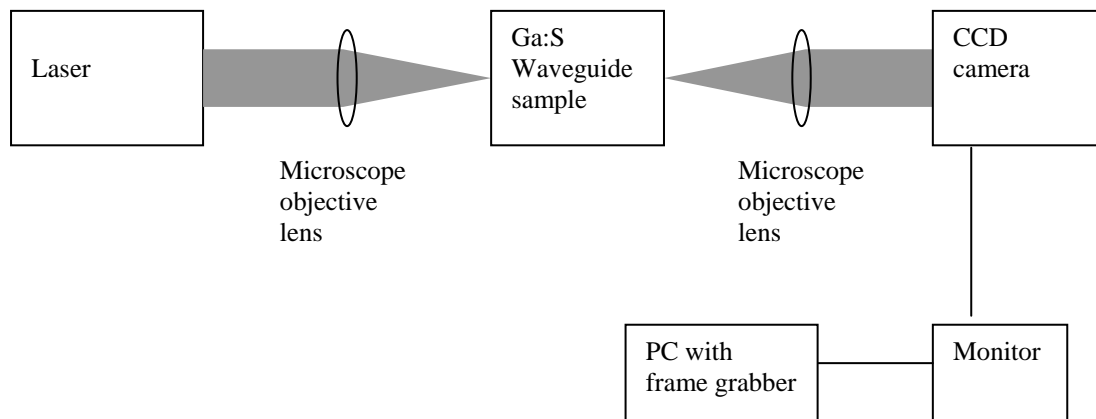 Laser
Ga:S
Waveguide
sample
CCD
camera
Microscope
objective
lens
Microscope
objective
lens
PC with
frame grabber
Monitor